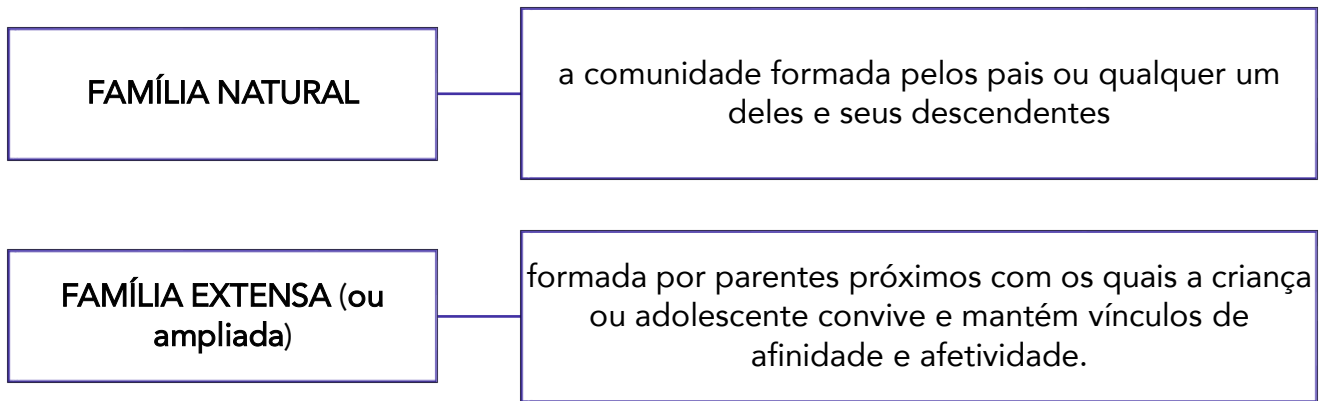 FAMÍLIA NATURAL
a comunidade formada pelos pais ou qualquer um
deles e seus descendentes
FAMÍLIA EXTENSA (ou
ampliada)
formada por parentes próximos com os quais a criança
ou adolescente convive e mantém vínculos de
afinidade e afetividade.